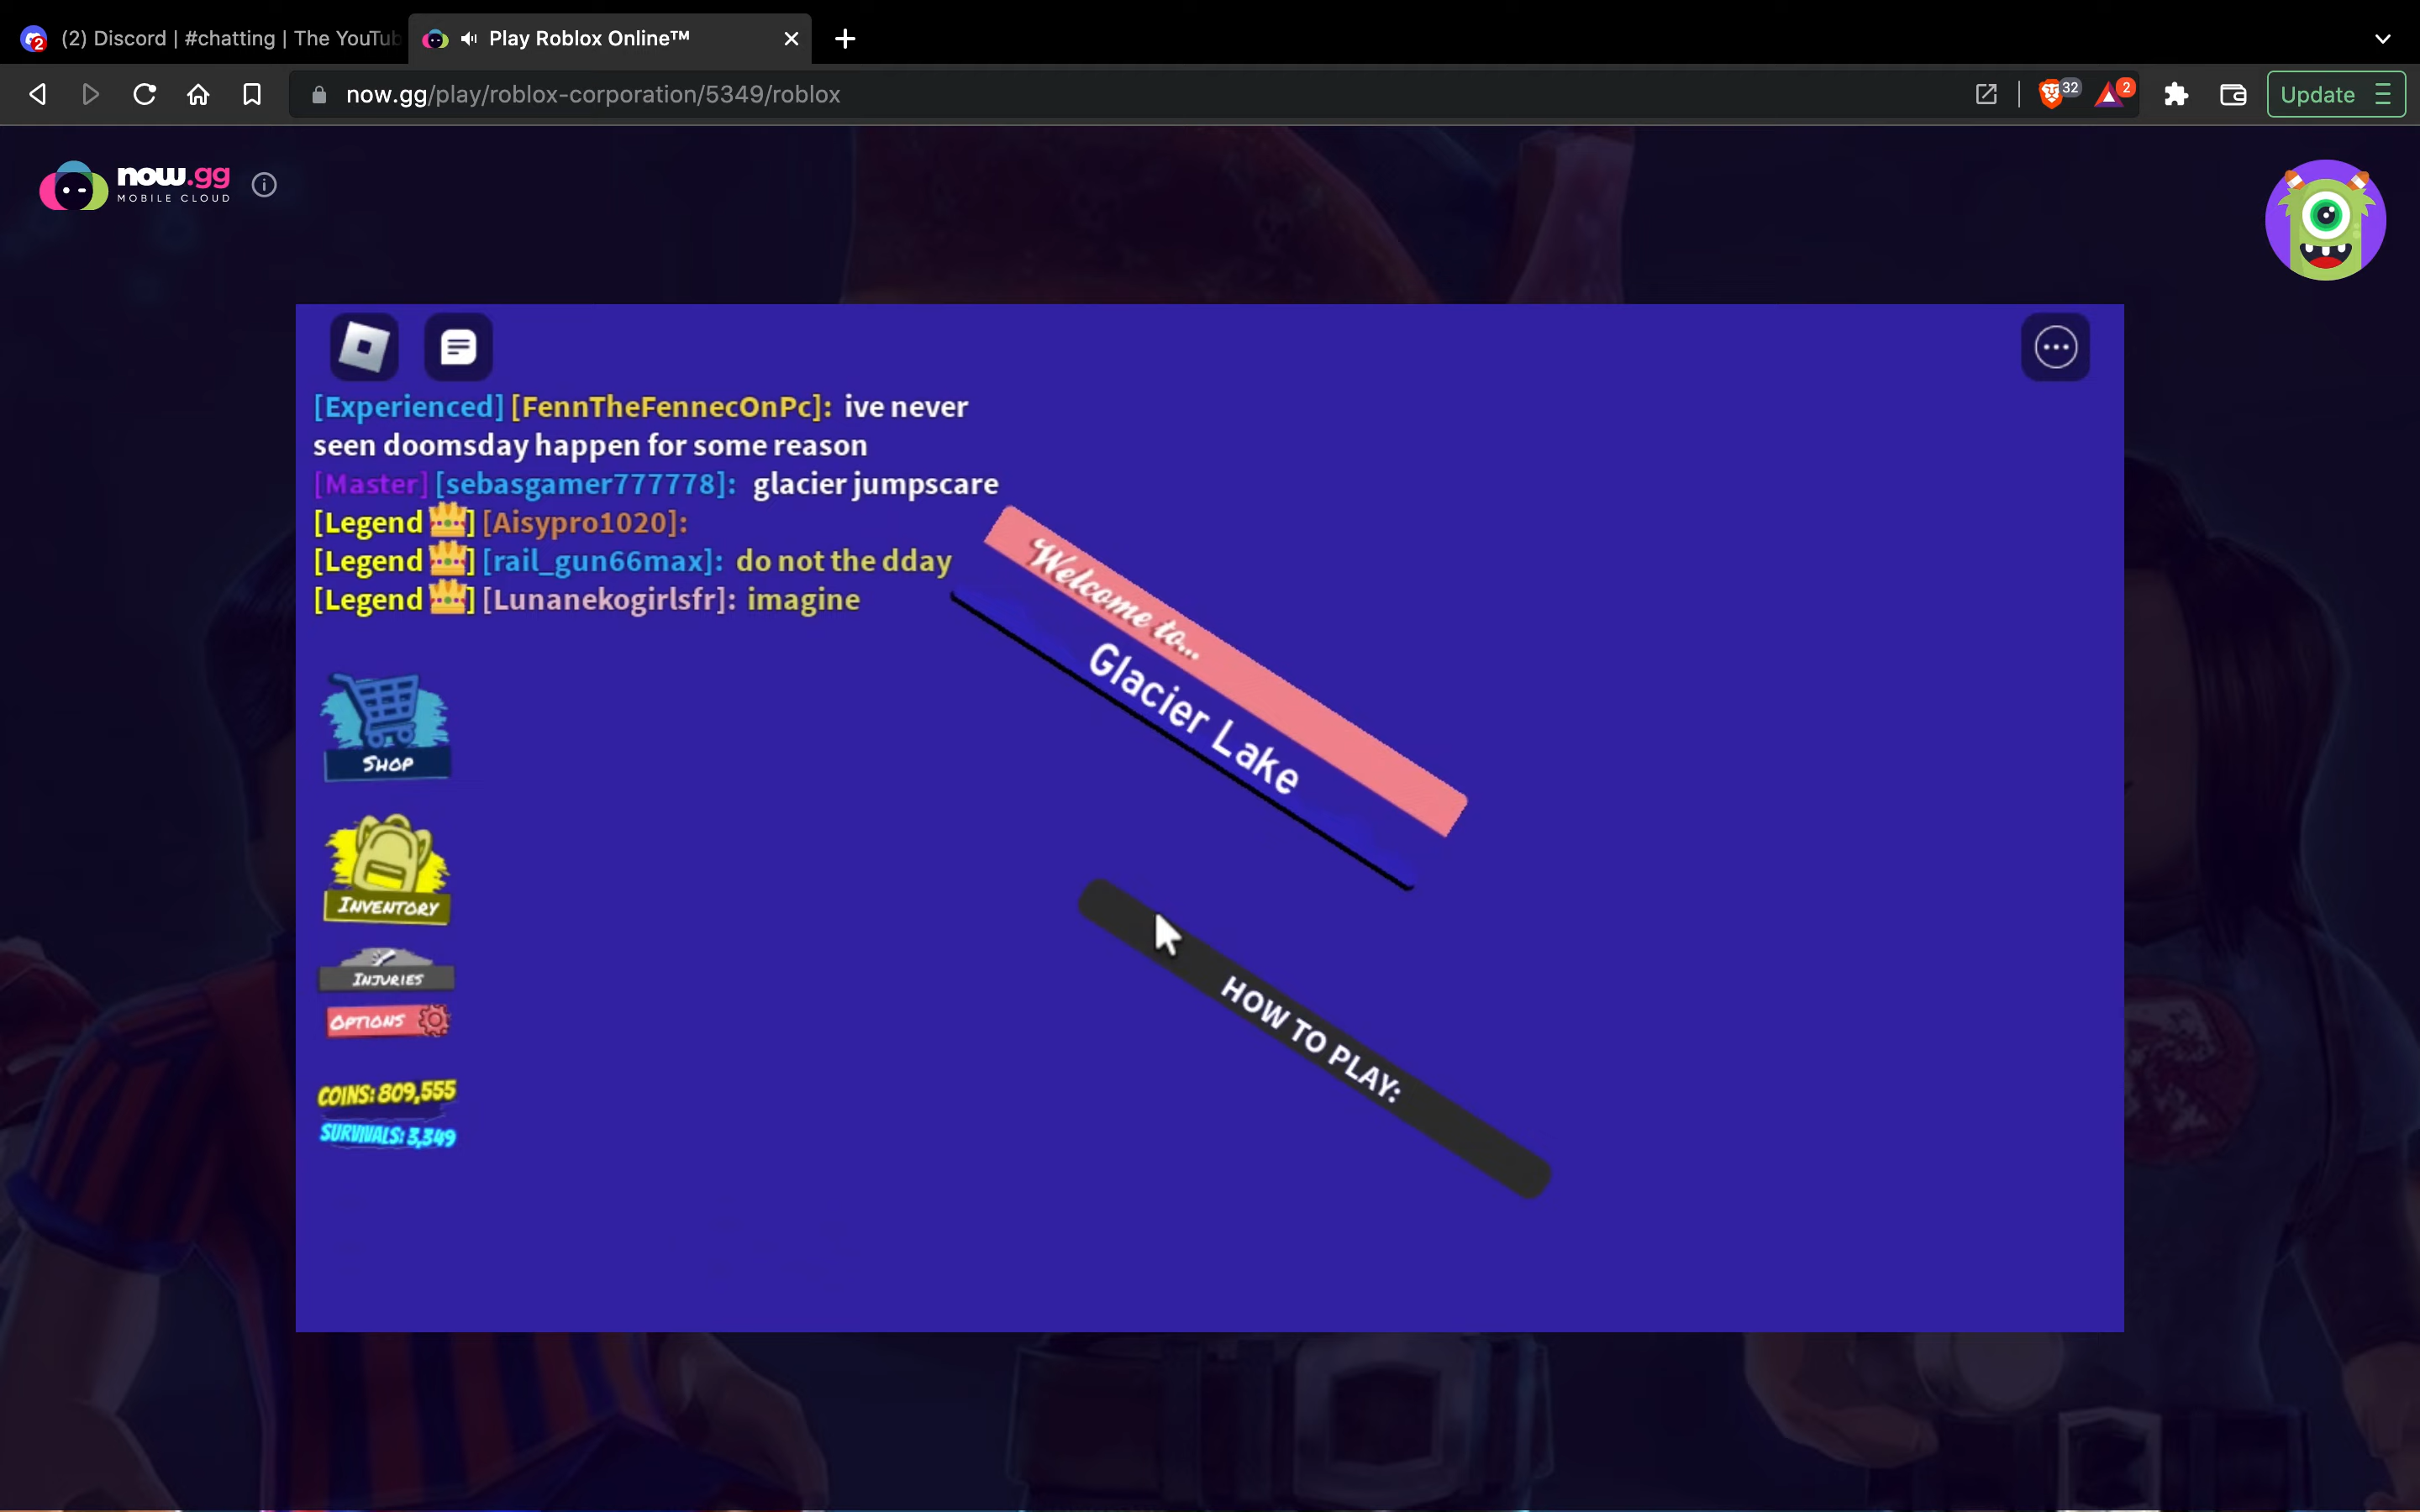 (2) Discord | #chatting | The YouTub
Play Roblox Online™
now.gg/play/roblox-corporation/5349/roblox
32
2
Update
now.gg
MOBILE CLOUD
[Experienced] [FennTheFennecOnPc]: ive never
seen doomsday happen for some reason
[Master] [sebasgamer777778]: glacier jumpscare
[Legend 👑] [Aisypro1020]:
[Legend 👑] [rail_gun66max]: do not the dday
[Legend 👑] [Lunanekogirlsfr]: imagine
Welcome to...
Glacier Lake
HOW TO PLAY:
SHOP
INVENTORY
INJURIES
OPTIONS
COINS: 809,555
SURVIVALS: 3,349